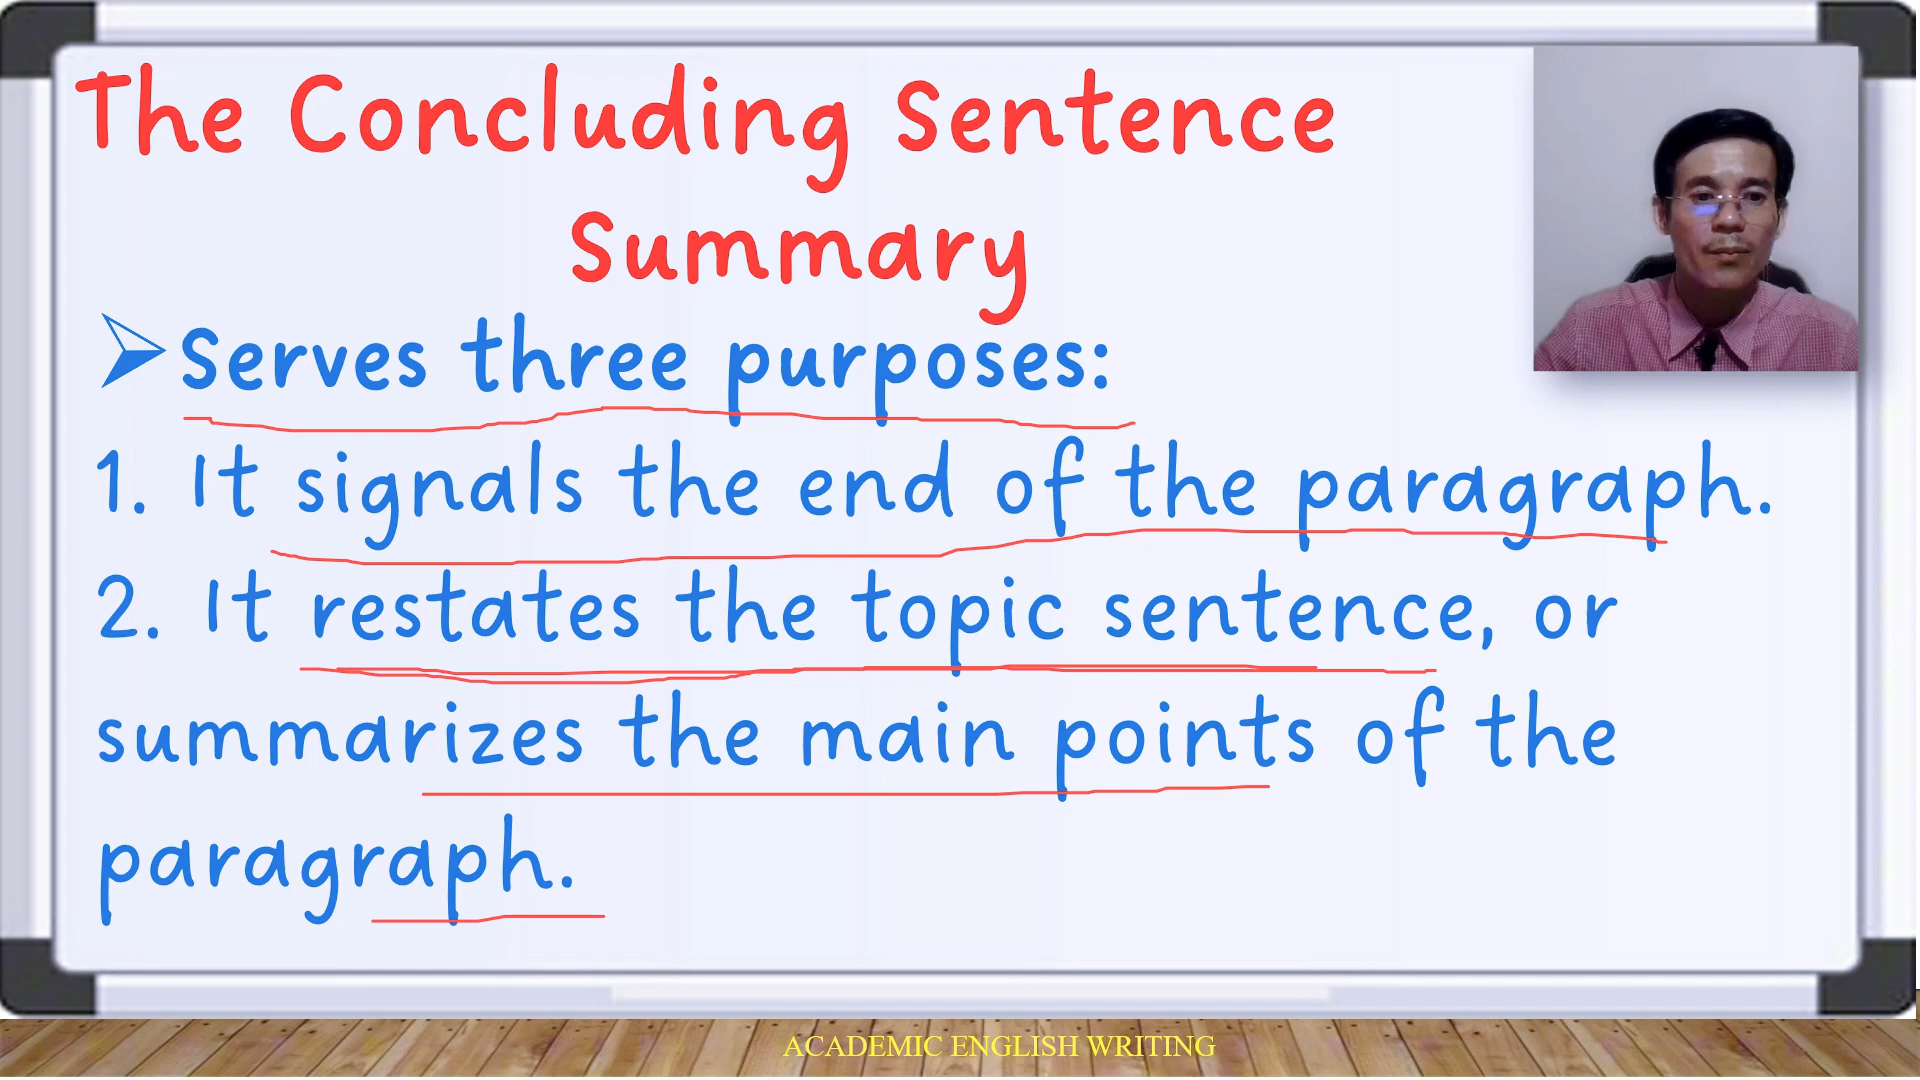 The Concluding Sentence
Summary
Serves three purposes:
1. It signals the end of the paragraph.
2. It restates the topic sentence, or
summarizes the main points of the
paragraph.
ACADEMIC ENGLISH WRITING